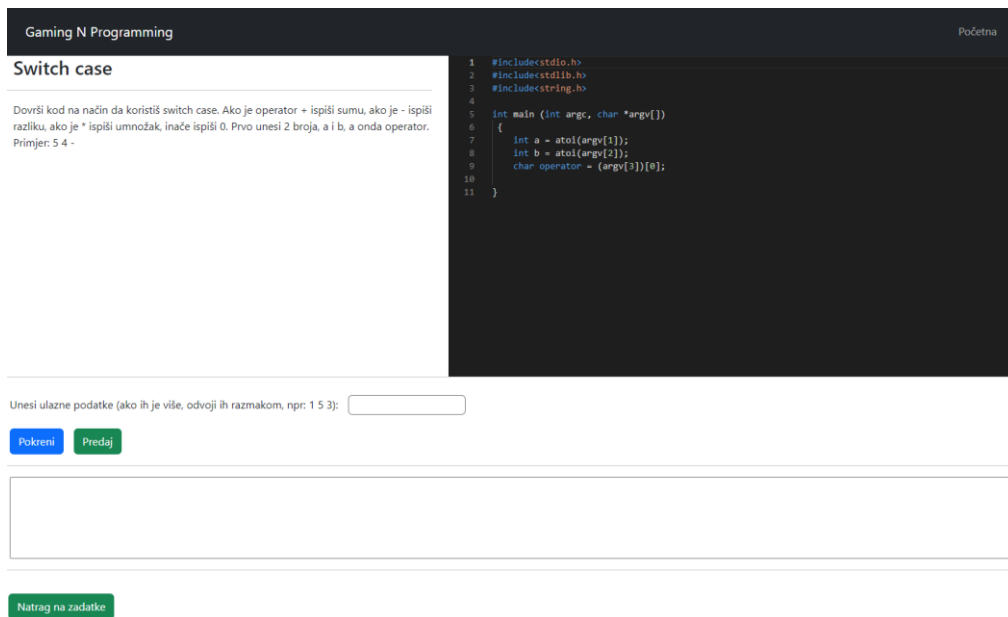 Gaming N Programming
Početna
Switch case
Dovrši kod na način da koristiš switch case. Ako je operator + ispiši sumu, ako je - ispiši
razliku, ako je * ispiši umnožak, inače ispiši 0. Prvo unesi 2 broja, a i b, a onda operator.
Primjer: 5 4 -
1 #include<stdio.h>
2 #include<stdlib.h>
3 #include<string.h>
4
5 int main (int argc, char *argv[])
6 {
7 int a = atoi(argv[1]);
8 int b = atoi(argv[2]);
9 char operator = (argv[3])[0];
10
11 }
Unesi ulazne podatke (ako ih je više, odvoji ih razmakom, npr: 1 5 3):
Pokreni
Predaj
Natrag na zadatke